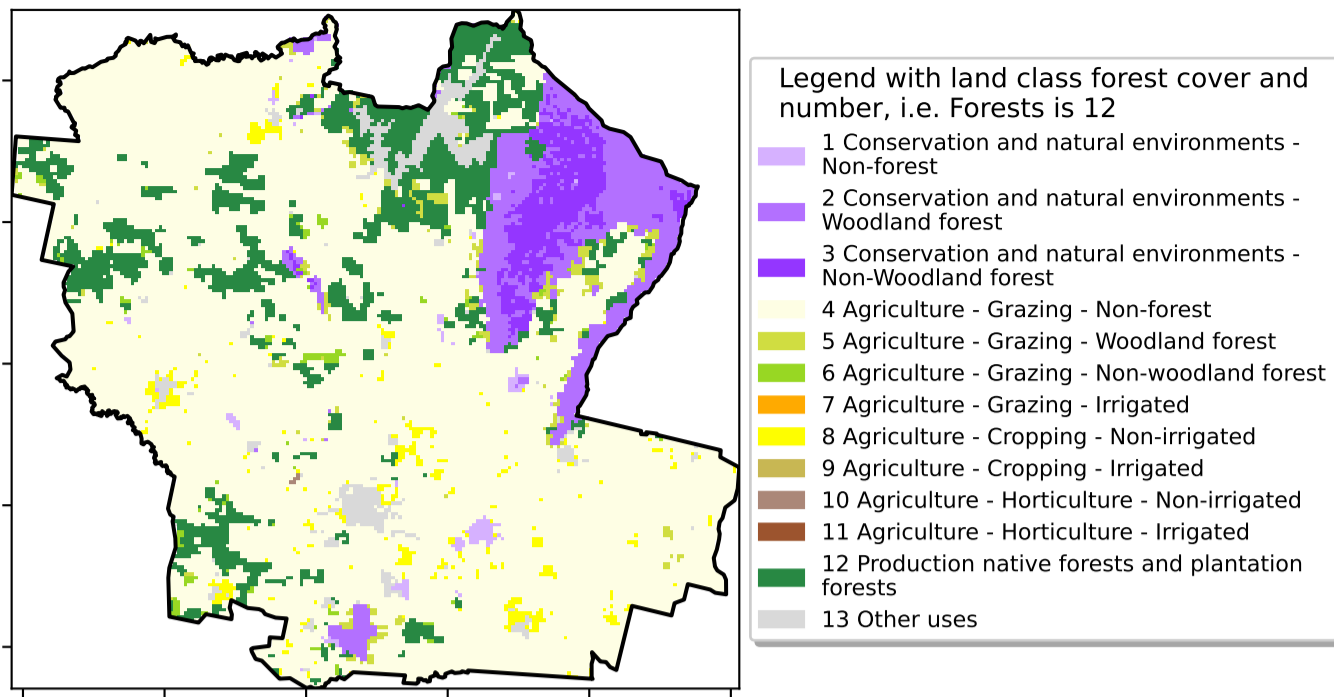 Legend with land class forest cover and
number, i.e. Forests is 12
1 Conservation and natural environments -
Non-forest
2 Conservation and natural environments -
Woodland forest
3 Conservation and natural environments -
Non-Woodland forest
4 Agriculture - Grazing - Non-forest
5 Agriculture - Grazing - Woodland forest
6 Agriculture - Grazing - Non-woodland forest
7 Agriculture - Grazing - Irrigated
8 Agriculture - Cropping - Non-irrigated
9 Agriculture - Cropping - Irrigated
10 Agriculture - Horticulture - Non-irrigated
11 Agriculture - Horticulture - Irrigated
12 Production native forests and plantation
forests
13 Other uses